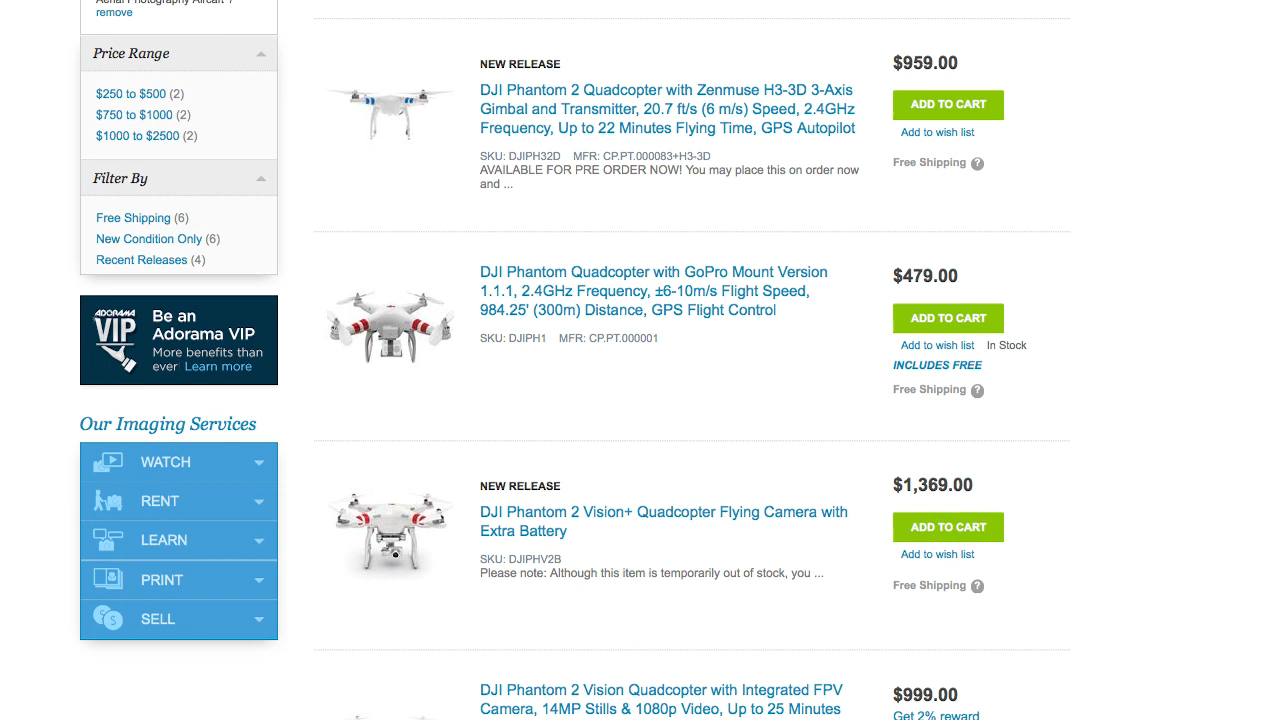 Aerial Photography Aircaft
remove
Price Range
$250 to $500 (2)
$750 to $1000 (2)
$1000 to $2500 (2)
Filter By
Free Shipping (6)
New Condition Only (6)
Recent Releases (4)
ADORAMA
VIP
Be an
Adorama VIP
More benefits than
ever Learn more
Our Imaging Services
WATCH
RENT
LEARN
PRINT
SELL
NEW RELEASE
DJI Phantom 2 Quadcopter with Zenmuse H3-3D 3-Axis
Gimbal and Transmitter, 20.7 ft/s (6 m/s) Speed, 2.4GHz
Frequency, Up to 22 Minutes Flying Time, GPS Autopilot
SKU: DJIPH32D MFR: CP.PT.000083+H3-3D
AVAILABLE FOR PRE ORDER NOW! You may place this on order now
and ...
$959.00
ADD TO CART
Add to wish list
Free Shipping ?
DJI Phantom Quadcopter with GoPro Mount Version
1.1.1, 2.4GHz Frequency, ±6-10m/s Flight Speed,
984.25' (300m) Distance, GPS Flight Control
SKU: DJIPH1 MFR: CP.PT.000001
$479.00
ADD TO CART
Add to wish list In Stock
INCLUDES FREE
Free Shipping ?
NEW RELEASE
DJI Phantom 2 Vision+ Quadcopter Flying Camera with
Extra Battery
SKU: DJIPHV2B
Please note: Although this item is temporarily out of stock, you ...
$1,369.00
ADD TO CART
Add to wish list
Free Shipping ?
DJI Phantom 2 Vision Quadcopter with Integrated FPV
Camera, 14MP Stills & 1080p Video, Up to 25 Minutes
$999.00
Get 2% reward